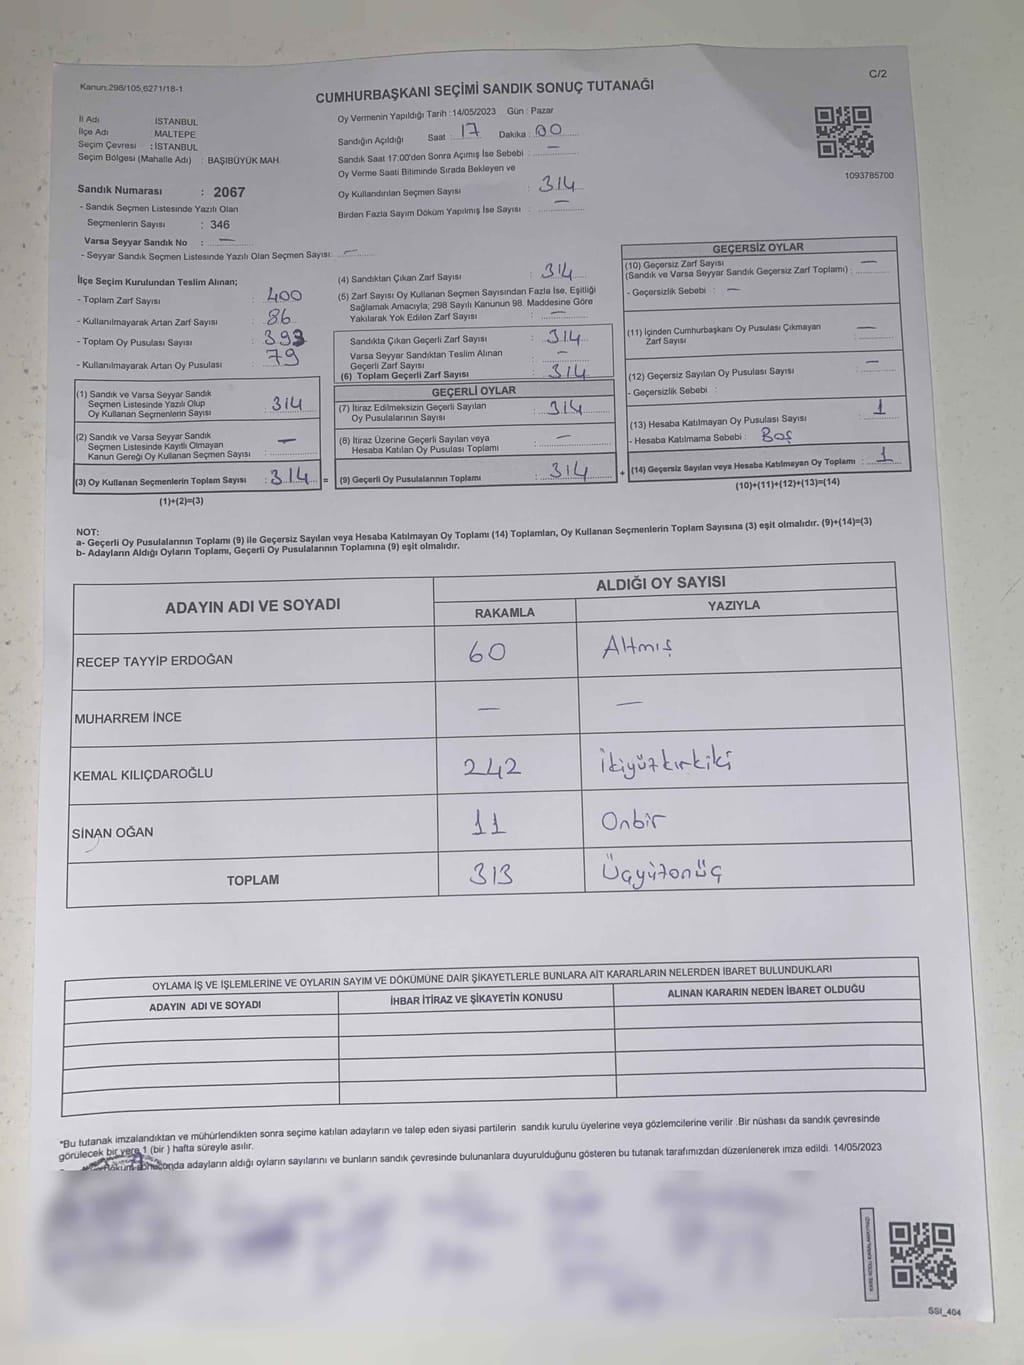 Kanun:298/105,6271/18-1
C/2
CUMHURBAŞKANI SEÇİMİ SANDIK SONUÇ TUTANAĞI
İl Adı İSTANBUL
İlçe Adı MALTEPE
Seçim Çevresi : İSTANBUL
Seçim Bölgesi (Mahalle Adı) : BAŞIBÜYÜK MAH.
Sandık Numarası : 2067
- Sandık Seçmen Listesinde Yazılı Olan
Seçmenlerin Sayısı : 346
Varsa Seyyar Sandık No : —
- Seyyar Sandık Seçmen Listesinde Yazılı Olan Seçmen Sayısı: —
Oy Vermenin Yapıldığı Tarih :14/05/2023 Gün : Pazar
Sandığın Açıldığı Saat : 17 Dakika : 00
Sandık Saat 17:00'den Sonra Açımış İse Sebebi : —
Oy Verme Saati Bitiminde Sırada Bekleyen ve
Oy Kullandırılan Seçmen Sayısı : 314
Birden Fazla Sayım Döküm Yapılmış İse Sayısı : —
1093785700
İlçe Seçim Kurulundan Teslim Alınan;
- Toplam Zarf Sayısı : 400
- Kullanılmayarak Artan Zarf Sayısı : 86
- Toplam Oy Pusulası Sayısı : 393
- Kullanılmayarak Artan Oy Pusulası : 79
(1) Sandık ve Varsa Seyyar Sandık
Seçmen Listesinde Yazılı Olup
Oy Kullanan Seçmenlerin Sayısı : 314
(2) Sandık ve Varsa Seyyar Sandık
Seçmen Listesinde Kayıtlı Olmayan
Kanun Gereği Oy Kullanan Seçmen Sayısı : —
(3) Oy Kullanan Seçmenlerin Toplam Sayısı : 314 =
(1)+(2)=(3)
(4) Sandıktan Çıkan Zarf Sayısı : 314
(5) Zarf Sayısı Oy Kullanan Seçmen Sayısından Fazla İse, Eşitliği
Sağlamak Amacıyla; 298 Sayılı Kanunun 98. Maddesine Göre
Yakılarak Yok Edilen Zarf Sayısı : —
Sandıkta Çıkan Geçerli Zarf Sayısı : 314
Varsa Seyyar Sandıktan Teslim Alınan
Geçerli Zarf Sayısı : —
(6) Toplam Geçerli Zarf Sayısı : 314
GEÇERLİ OYLAR
(7) İtiraz Edilmeksizin Geçerli Sayılan
Oy Pusulalarının Sayısı : 314
(8) İtiraz Üzerine Geçerli Sayılan veya
Hesaba Katılan Oy Pusulası Toplamı : —
(9) Geçerli Oy Pusulalarının Toplamı : 314 +
GEÇERSİZ OYLAR
(10) Geçersiz Zarf Sayısı
(Sandık ve Varsa Seyyar Sandık Geçersiz Zarf Toplamı) : —
- Geçersizlik Sebebi : —
(11) İçinden Cumhurbaşkanı Oy Pusulası Çıkmayan
Zarf Sayısı : —
(12) Geçersiz Sayılan Oy Pusulası Sayısı : —
- Geçersizlik Sebebi :
(13) Hesaba Katılmayan Oy Pusulası Sayısı : 1
- Hesaba Katılmama Sebebi : Boş
(14) Geçersiz Sayılan veya Hesaba Katılmayan Oy Toplamı : 1
(10)+(11)+(12)+(13)=(14)
NOT:
a- Geçerli Oy Pusulalarının Toplamı (9) ile Geçersiz Sayılan veya Hesaba Katılmayan Oy Toplamı (14) Toplamları, Oy Kullanan Seçmenlerin Toplam Sayısına (3) eşit olmalıdır. (9)+(14)=(3)
b- Adayların Aldığı Oyların Toplamı, Geçerli Oy Pusulalarının Toplamına (9) eşit olmalıdır.
ADAYIN ADI VE SOYADI ALDIĞI OY SAYISI
RAKAMLA YAZIYLA
RECEP TAYYİP ERDOĞAN 60 Altmış
MUHARREM İNCE — —
KEMAL KILIÇDAROĞLU 242 İkiyüzkırkiki
SİNAN OĞAN 11 Onbir
TOPLAM 313 Üçyüzonüç
OYLAMA İŞ VE İŞLEMLERİNE VE OYLARIN SAYIM VE DÖKÜMÜNE DAİR ŞİKAYETLERLE BUNLARA AİT KARARLARIN NELERDEN İBARET BULUNDUKLARI
ADAYIN ADI VE SOYADI İHBAR İTİRAZ VE ŞİKAYETİN KONUSU ALINAN KARARIN NEDEN İBARET OLDUĞU
*Bu tutanak imzalandıktan ve mühürlendikten sonra seçime katılan adayların ve talep eden siyasi partilerin sandık kurulu üyelerine veya gözlemcilerine verilir .Bir nüshası da sandık çevresinde
görülecek bir yere 1 (bir ) hafta süreyle asılır.
adayların aldığı oyların sayılarını ve bunların sandık çevresinde bulunanlara duyurulduğunu gösteren bu tutanak tarafımızdan düzenlenerek imza edildi. 14/05/2023
SSI_404